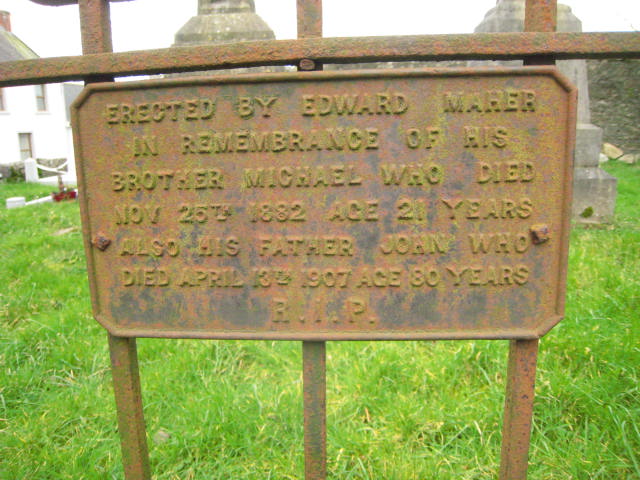 ERECTED BY EDWARD MAHER
IN REMEMBRANCE OF HIS
BROTHER MICHAEL WHO DIED
NOV 25TH 1882 AGE 21 YEARS
ALSO HIS FATHER JOHN WHO
DIED APRIL 13TH 1907 AGE 80 YEARS
R.I.P.